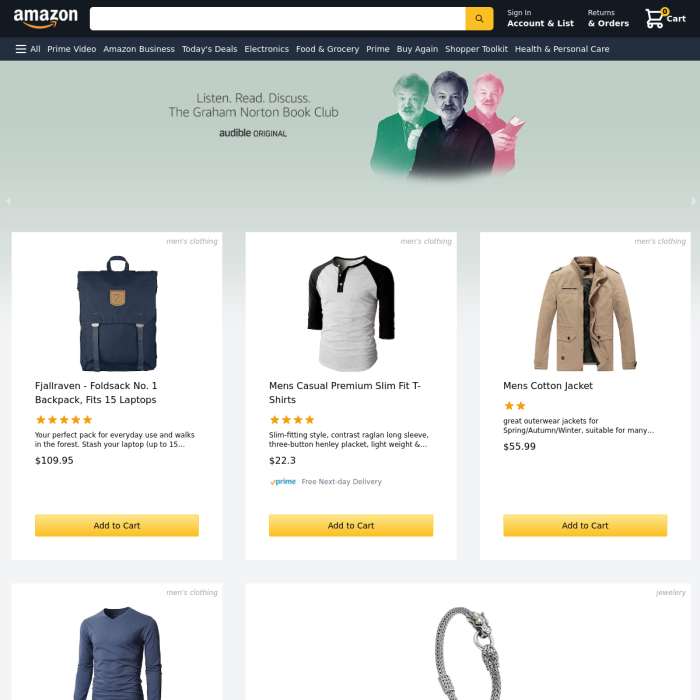 amazon
Sign In
Account & List
Returns
& Orders
0
Cart
All Prime Video Amazon Business Today's Deals Electronics Food & Grocery Prime Buy Again Shopper Toolkit Health & Personal Care
Listen. Read. Discuss.
The Graham Norton Book Club
audible ORIGINAL
men's clothing
Fjallraven - Foldsack No. 1
Backpack, Fits 15 Laptops
Your perfect pack for everyday use and walks
in the forest. Stash your laptop (up to 15...
$109.95
Add to Cart
men's clothing
Mens Casual Premium Slim Fit T-
Shirts
Slim-fitting style, contrast raglan long sleeve,
three-button henley placket, light weight &...
$22.3
prime Free Next-day Delivery
Add to Cart
men's clothing
Mens Cotton Jacket
great outerwear jackets for
Spring/Autumn/Winter, suitable for many...
$55.99
Add to Cart
men's clothing
jewelery